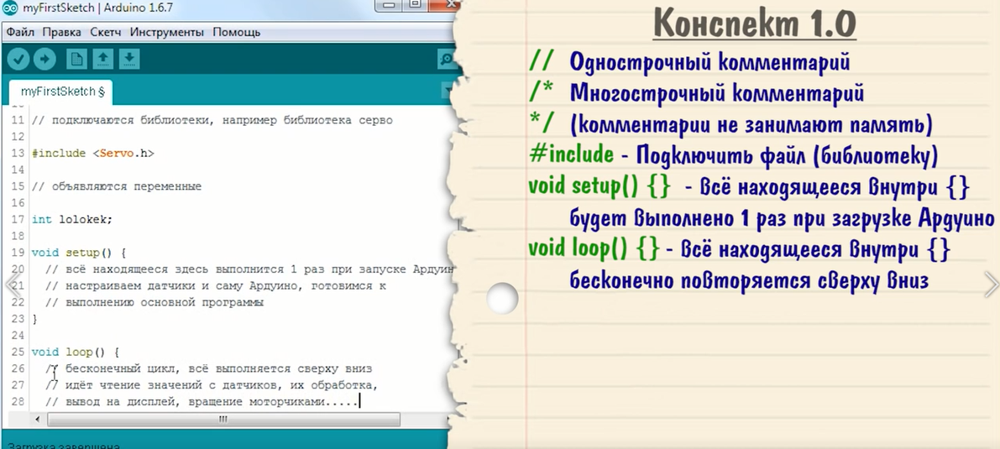 myFirstSketch | Arduino 1.6.7
Файл Правка Скетч Инструменты Помощь
myFirstSketch §
11 // подключаются библиотеки, например библиотека серво
12
13 #include <Servo.h>
14
15 // объявляются переменные
16
17 int lolokek;
18
19 void setup() {
20 // всё находящееся здесь выполнится 1 раз при запуске Ардуин
21 // настраиваем датчики и саму Ардуино, готовимся к
22 // выполнению основной программы
23 }
24
25 void loop() {
26 // бесконечный цикл, всё выполняется сверху вниз
27 // идёт чтение значений с датчиков, их обработка,
28 // вывод на дисплей, вращение моторчиками.....
Загрузка завершена
Конспект 1.0
// Однострочный комментарий
/* Многострочный комментарий
*/ (комментарии не занимают память)
#include - Подключить файл (библиотеку)
void setup() {} - Всё находящееся внутри {}
будет выполнено 1 раз при загрузке Ардуино
void loop() {} - Всё находящееся внутри {}
бесконечно повторяется сверху вниз